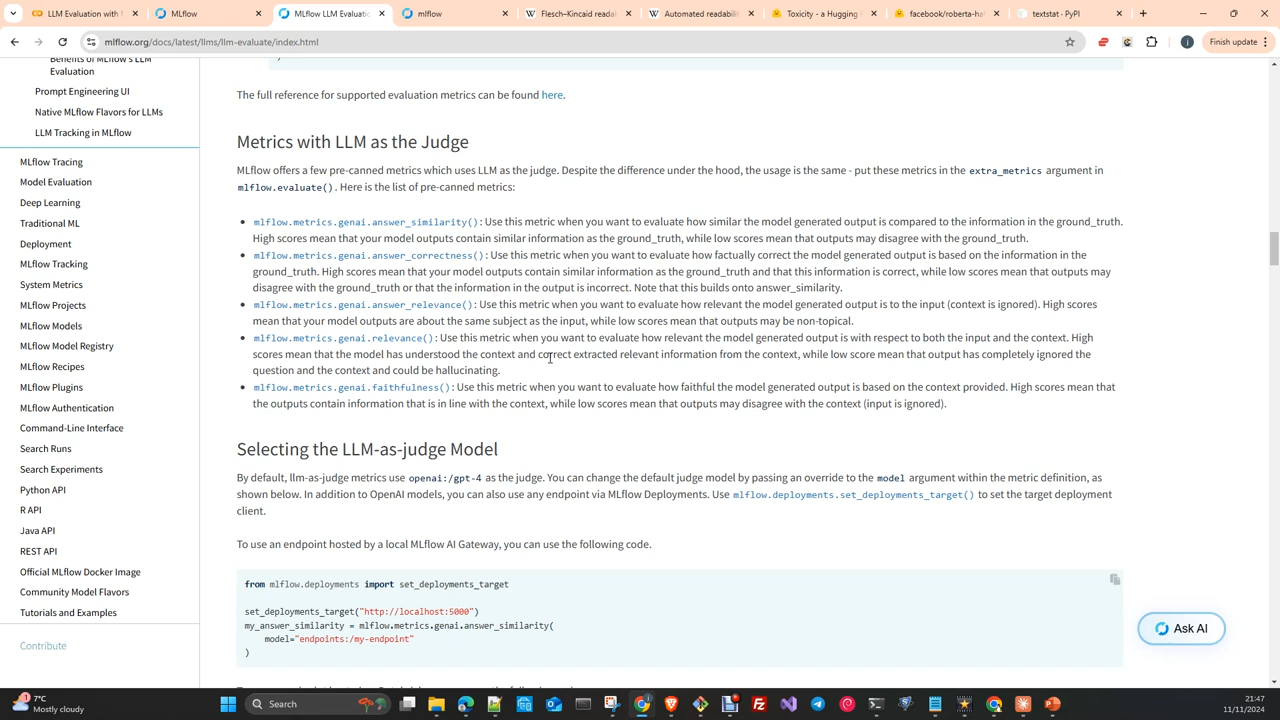 LLM Evaluation with M
MLflow
MLflow LLM Evaluatio
mlflow
Flesch–Kincaid readab
Automated readability
Toxicity - a Hugging F
facebook/roberta-hat
textstat · PyPI
mlflow.org/docs/latest/llms/llm-evaluate/index.html
Finish update
Benefits of MLflow's LLM
Evaluation
Prompt Engineering UI
Native MLflow Flavors for LLMs
LLM Tracking in MLflow
MLflow Tracing
Model Evaluation
Deep Learning
Traditional ML
Deployment
MLflow Tracking
System Metrics
MLflow Projects
MLflow Models
MLflow Model Registry
MLflow Recipes
MLflow Plugins
MLflow Authentication
Command-Line Interface
Search Runs
Search Experiments
Python API
R API
Java API
REST API
Official MLflow Docker Image
Community Model Flavors
Tutorials and Examples
Contribute
)
The full reference for supported evaluation metrics can be found here.
Metrics with LLM as the Judge
MLflow offers a few pre-canned metrics which uses LLM as the judge. Despite the difference under the hood, the usage is the same - put these metrics in the extra_metrics argument in
mlflow.evaluate(). Here is the list of pre-canned metrics:
• mlflow.metrics.genai.answer_similarity(): Use this metric when you want to evaluate how similar the model generated output is compared to the information in the ground_truth.
High scores mean that your model outputs contain similar information as the ground_truth, while low scores mean that outputs may disagree with the ground_truth.
• mlflow.metrics.genai.answer_correctness(): Use this metric when you want to evaluate how factually correct the model generated output is based on the information in the
ground_truth. High scores mean that your model outputs contain similar information as the ground_truth and that this information is correct, while low scores mean that outputs may
disagree with the ground_truth or that the information in the output is incorrect. Note that this builds onto answer_similarity.
• mlflow.metrics.genai.answer_relevance(): Use this metric when you want to evaluate how relevant the model generated output is to the input (context is ignored). High scores
mean that your model outputs are about the same subject as the input, while low scores mean that outputs may be non-topical.
• mlflow.metrics.genai.relevance(): Use this metric when you want to evaluate how relevant the model generated output is with respect to both the input and the context. High
scores mean that the model has understood the context and correct extracted relevant information from the context, while low score mean that output has completely ignored the
question and the context and could be hallucinating.
• mlflow.metrics.genai.faithfulness(): Use this metric when you want to evaluate how faithful the model generated output is based on the context provided. High scores mean that
the outputs contain information that is in line with the context, while low scores mean that outputs may disagree with the context (input is ignored).
Selecting the LLM-as-judge Model
By default, llm-as-judge metrics use openai:/gpt-4 as the judge. You can change the default judge model by passing an override to the model argument within the metric definition, as
shown below. In addition to OpenAI models, you can also use any endpoint via MLflow Deployments. Use mlflow.deployments.set_deployments_target() to set the target deployment
client.
To use an endpoint hosted by a local MLflow AI Gateway, you can use the following code.
from mlflow.deployments import set_deployments_target
set_deployments_target("http://localhost:5000")
my_answer_similarity = mlflow.metrics.genai.answer_similarity(
model="endpoints:/my-endpoint"
)
Ask AI
1
7°C
Mostly cloudy
Search
21:47
11/11/2024